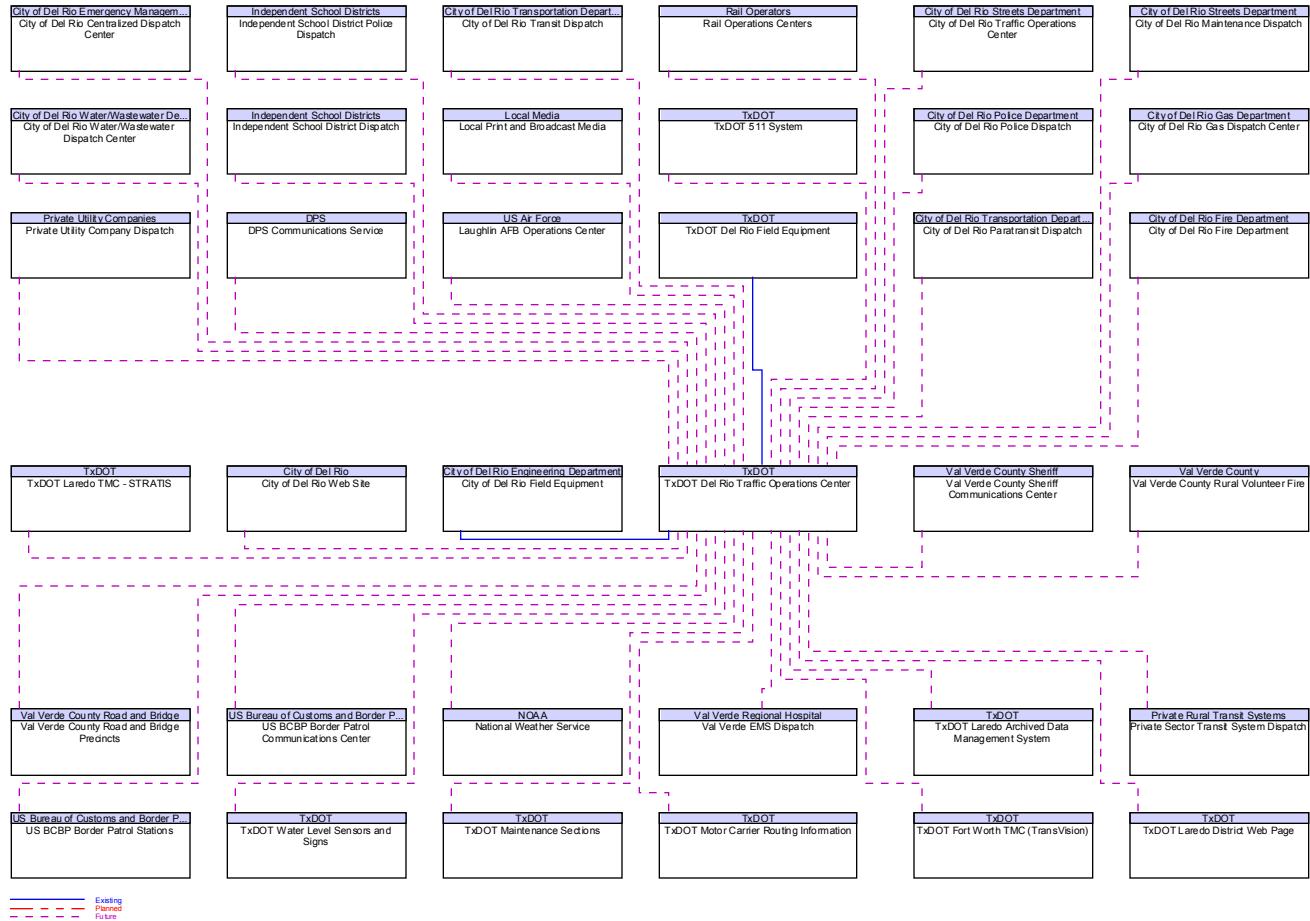 City of Del Rio Emergency Managem...
City of Del Rio Centralized Dispatch
Center
Independent School Districts
Independent School District Police
Dispatch
City of Del Rio Transportation Depart...
City of Del Rio Transit Dispatch
Rail Operators
Rail Operations Centers
City of Del Rio Streets Department
City of Del Rio Traffic Operations
Center
City of Del Rio Streets Department
City of Del Rio Maintenance Dispatch
City of Del Rio Water/Wastewater De...
City of Del Rio Water/Wastewater
Dispatch Center
Independent School Districts
Independent School District Dispatch
Local Media
Local Print and Broadcast Media
TxDOT
TxDOT 511 System
City of Del Rio Police Department
City of Del Rio Police Dispatch
City of Del Rio Gas Department
City of Del Rio Gas Dispatch Center
Private Utility Companies
Private Utility Company Dispatch
DPS
DPS Communications Service
US Air Force
Laughlin AFB Operations Center
TxDOT
TxDOT Del Rio Field Equipment
City of Del Rio Transportation Depart...
City of Del Rio Paratransit Dispatch
City of Del Rio Fire Department
City of Del Rio Fire Department
TxDOT
TxDOT Laredo TMC - STRATIS
City of Del Rio
City of Del Rio Web Site
City of Del Rio Engineering Department
City of Del Rio Field Equipment
TxDOT
TxDOT Del Rio Traffic Operations Center
Val Verde County Sheriff
Val Verde County Sheriff
Communications Center
Val Verde County
Val Verde County Rural Volunteer Fire
Val Verde County Road and Bridge
Val Verde County Road and Bridge
Precincts
US Bureau of Customs and Border P...
US BCBP Border Patrol
Communications Center
NOAA
National Weather Service
Val Verde Regional Hospital
Val Verde EMS Dispatch
TxDOT
TxDOT Laredo Archived Data
Management System
Private Rural Transit Systems
Private Sector Transit System Dispatch
US Bureau of Customs and Border P...
US BCBP Border Patrol Stations
TxDOT
TxDOT Water Level Sensors and
Signs
TxDOT
TxDOT Maintenance Sections
TxDOT
TxDOT Motor Carrier Routing Information
TxDOT
TxDOT Fort Worth TMC (TransVision)
TxDOT
TxDOT Laredo District Web Page
Existing
Planned
Future